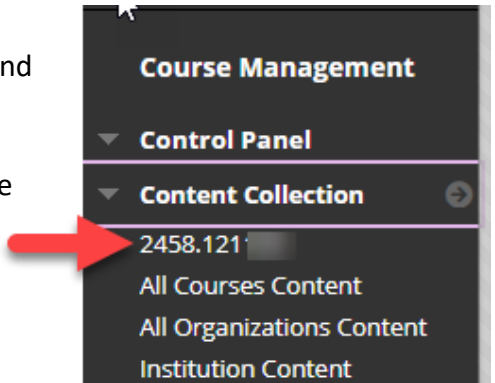 nd
Course Management
Control Panel
e
Content Collection
2458.121
All Courses Content
All Organizations Content
Institution Content